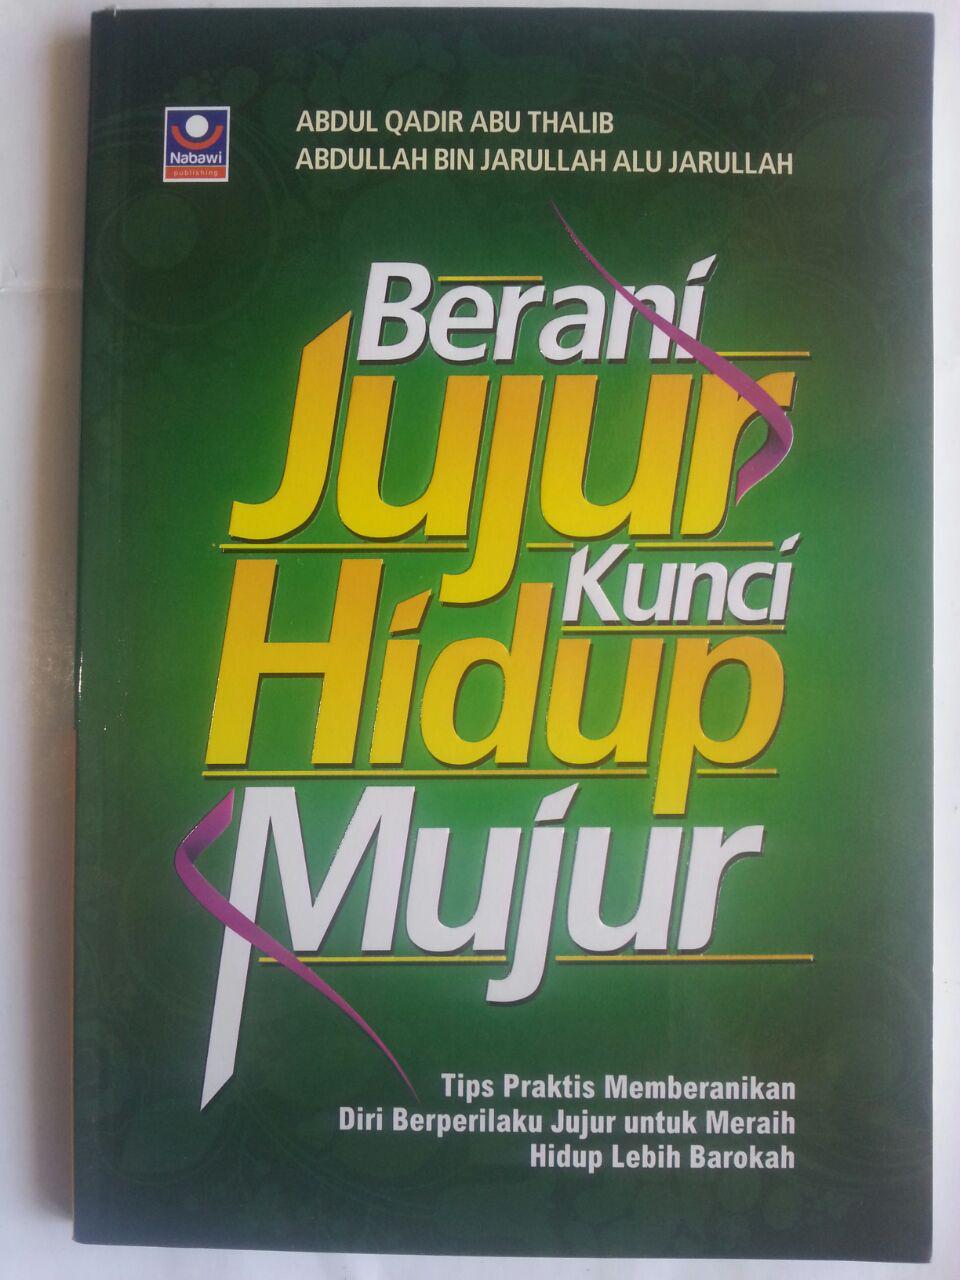 Nabawi
publishing
ABDUL QADIR ABU THALIB
ABDULLAH BIN JARULLAH ALU JARULLAH
Berani
Jujur
Kunci
Hidup
Mujur
Tips Praktis Memberanikan
Diri Berperilaku Jujur untuk Meraih
Hidup Lebih Barokah